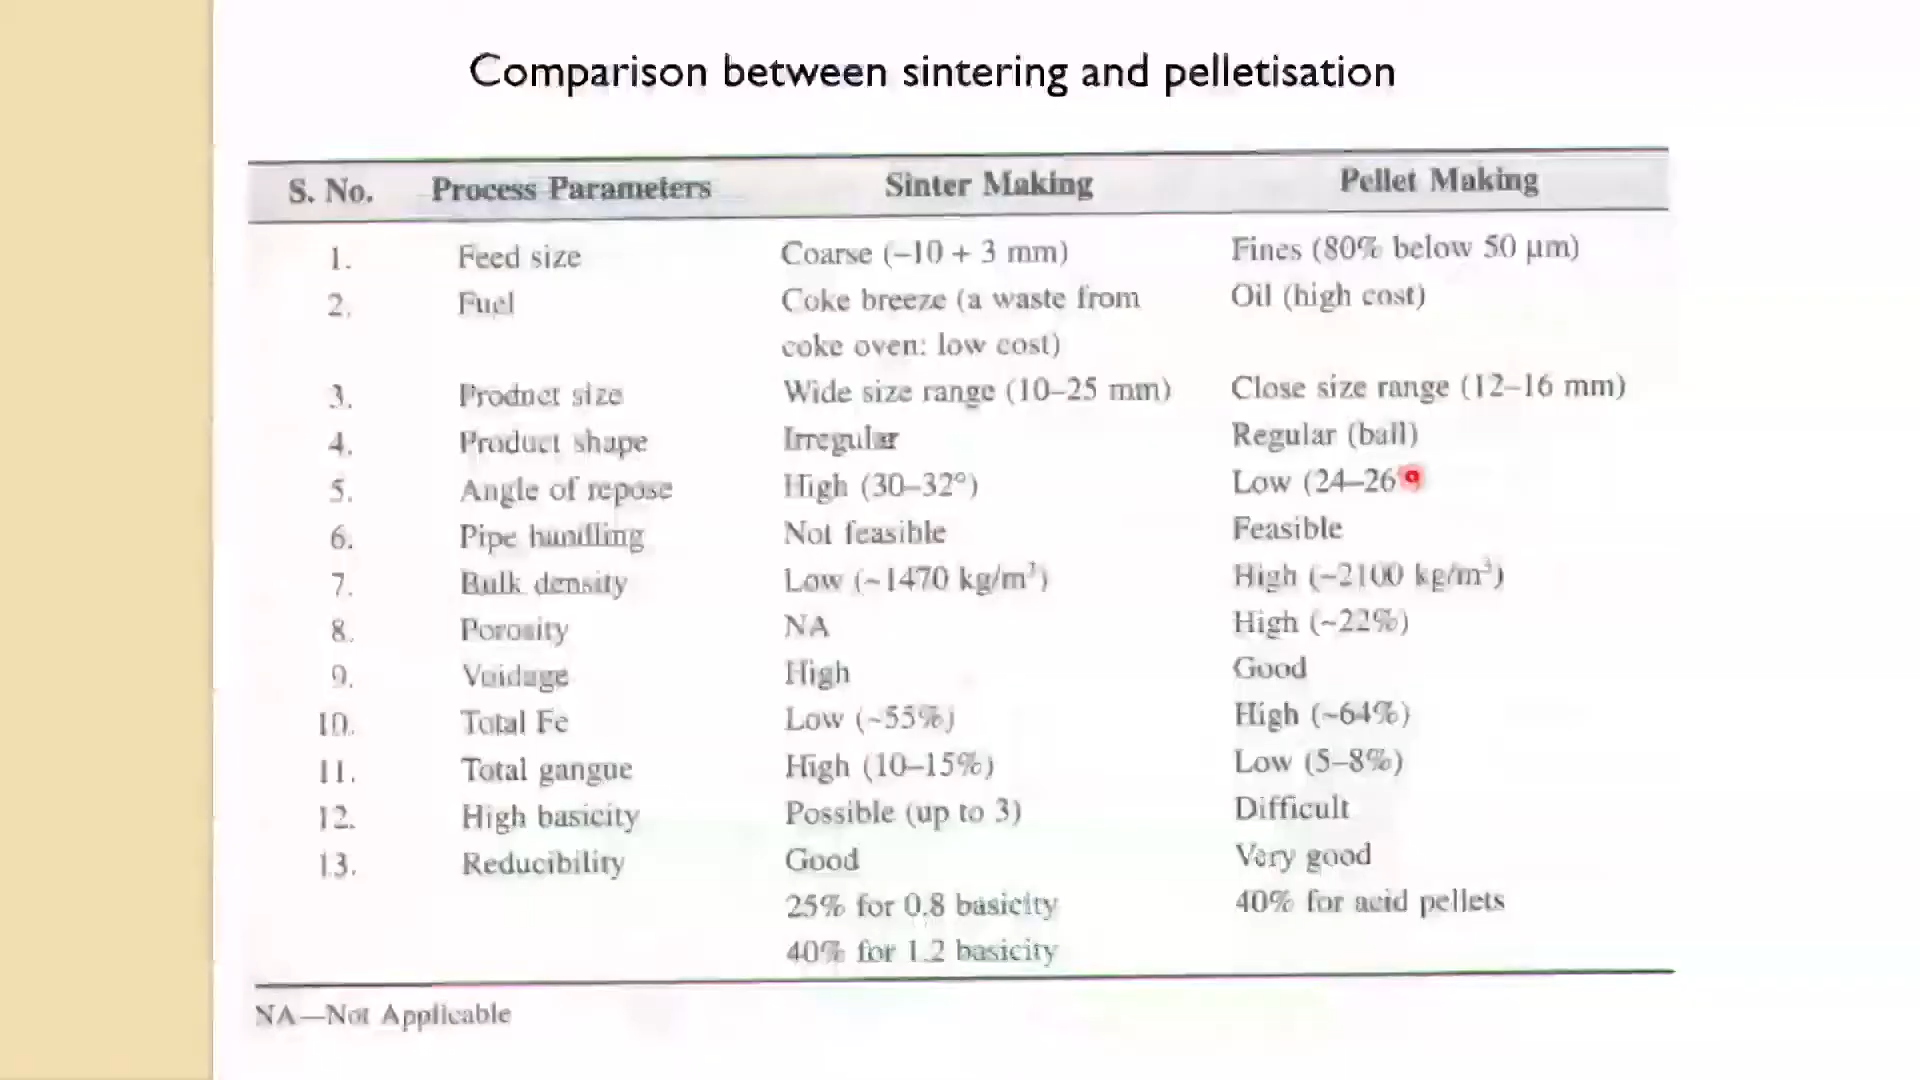 Comparison between sintering and pelletisation
S. No. Process Parameters Sinter Making Pellet Making
1. Feed size Coarse (–10 + 3 mm) Fines (80% below 50 μm)
2. Fuel Coke breeze (a waste from Oil (high cost)
coke oven: low cost)
3. Product size Wide size range (10–25 mm) Close size range (12–16 mm)
4. Product shape Irregular Regular (ball)
5. Angle of repose High (30–32°) Low (24–26
6. Pipe handling Not feasible Feasible
7. Bulk density Low (~1470 kg/m³) High (~2100 kg/m³)
8. Porosity NA High (~22%)
9. Voidage High Good
10. Total Fe Low (~55%) High (~64%)
11. Total gangue High (10–15%) Low (5–8%)
12. High basicity Possible (up to 3) Difficult
13. Reducibility Good Very good
25% for 0.8 basicity 40% for acid pellets
40% for 1.2 basicity
NA—Not Applicable